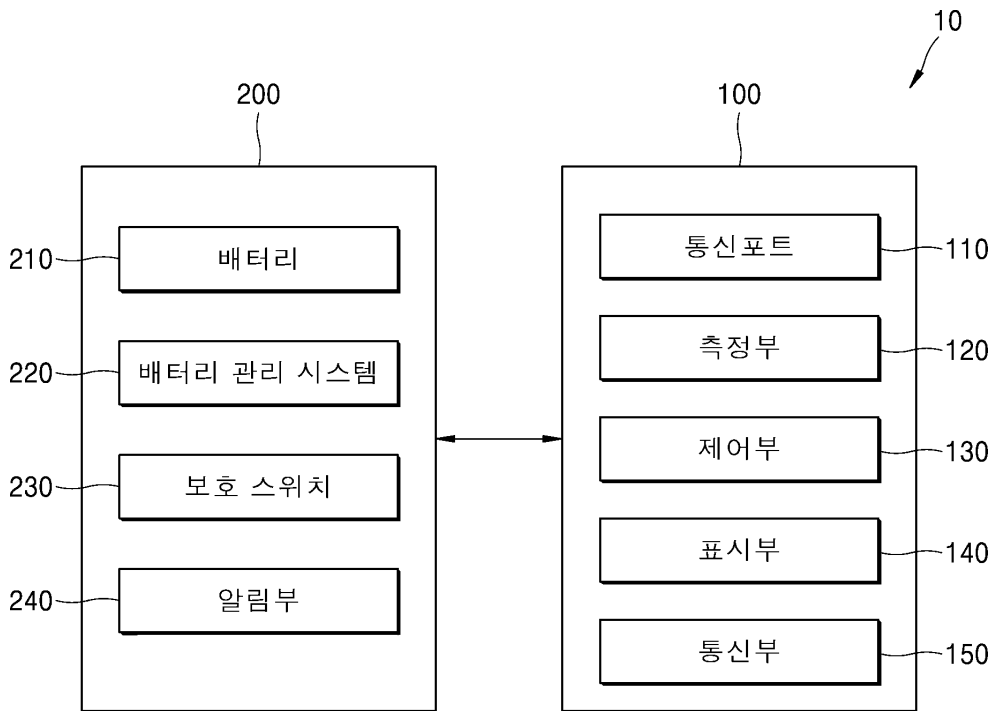 10
200
100
210
배터리
220
배터리 관리 시스템
230
보호 스위치
240
알림부
통신포트
110
측정부
120
제어부
130
표시부
140
통신부
150